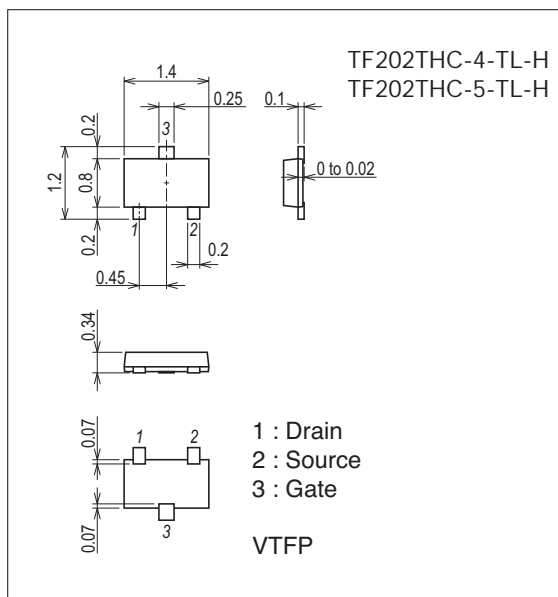 TF202THC-4-TL-H
TF202THC-5-TL-H
1.4
0.25
0.1
3
0.2
1.2
0.8
0.2
0 to 0.02
1
2
0.2
0.45
0.34
0.07
1
2
0.07
3
1 : Drain
2 : Source
3 : Gate
VTFP